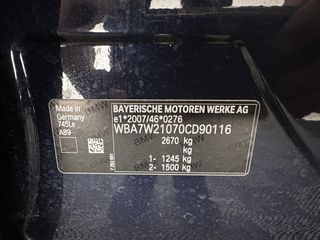 Made in
Germany
745Le
A89
BAYERISCHE MOTOREN WERKE AG
e1*2007/46*0276
WBA7W21070CD90116
2670 kg
kg
1- 1245 kg
2- 1500 kg